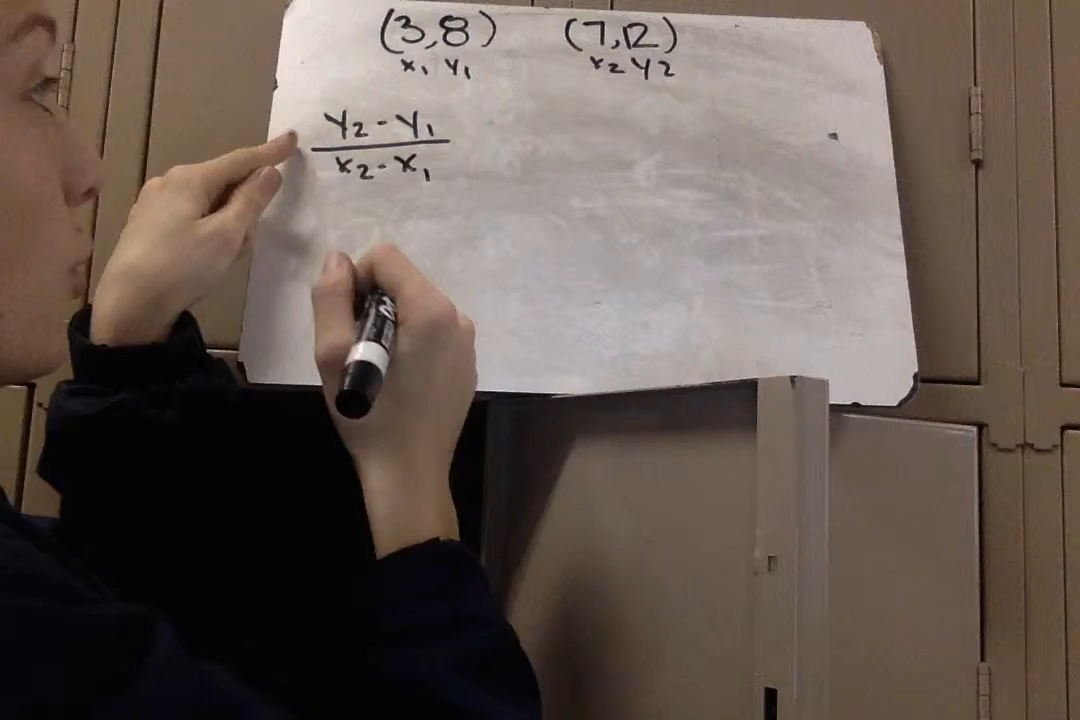 (3,8) (7,12)
x₁ y₁ x₂ y₂
y₂ - y₁
x₂ - x₁